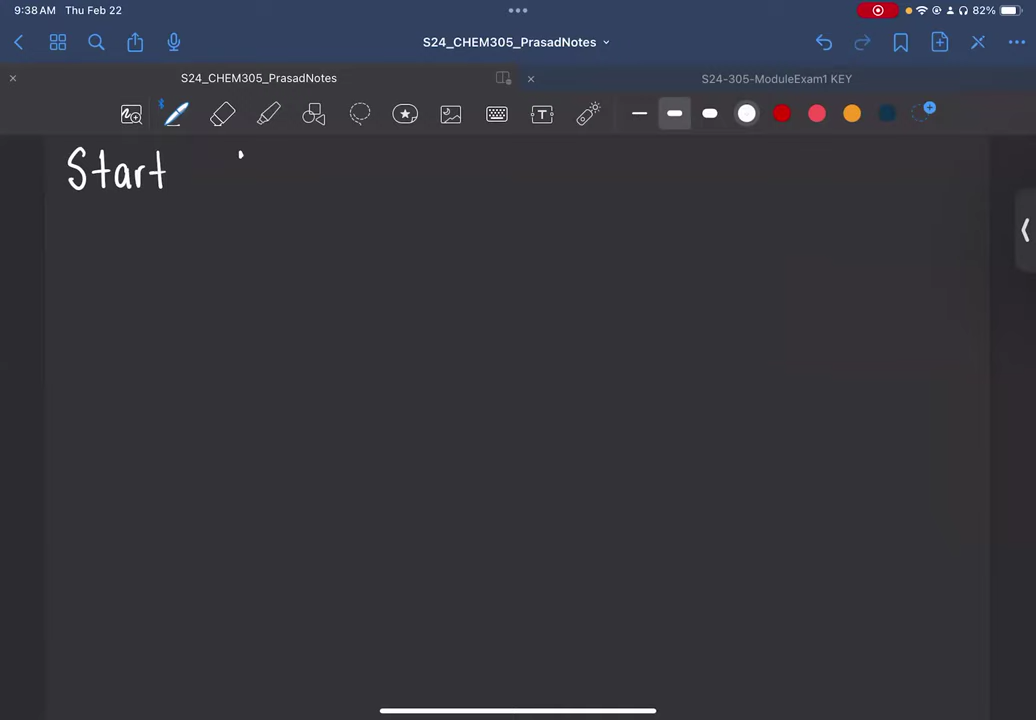 9:38 AM Thu Feb 22
82%
S24_CHEM305_PrasadNotes
S24_CHEM305_PrasadNotes
S24-305-ModuleExam1 KEY
Start